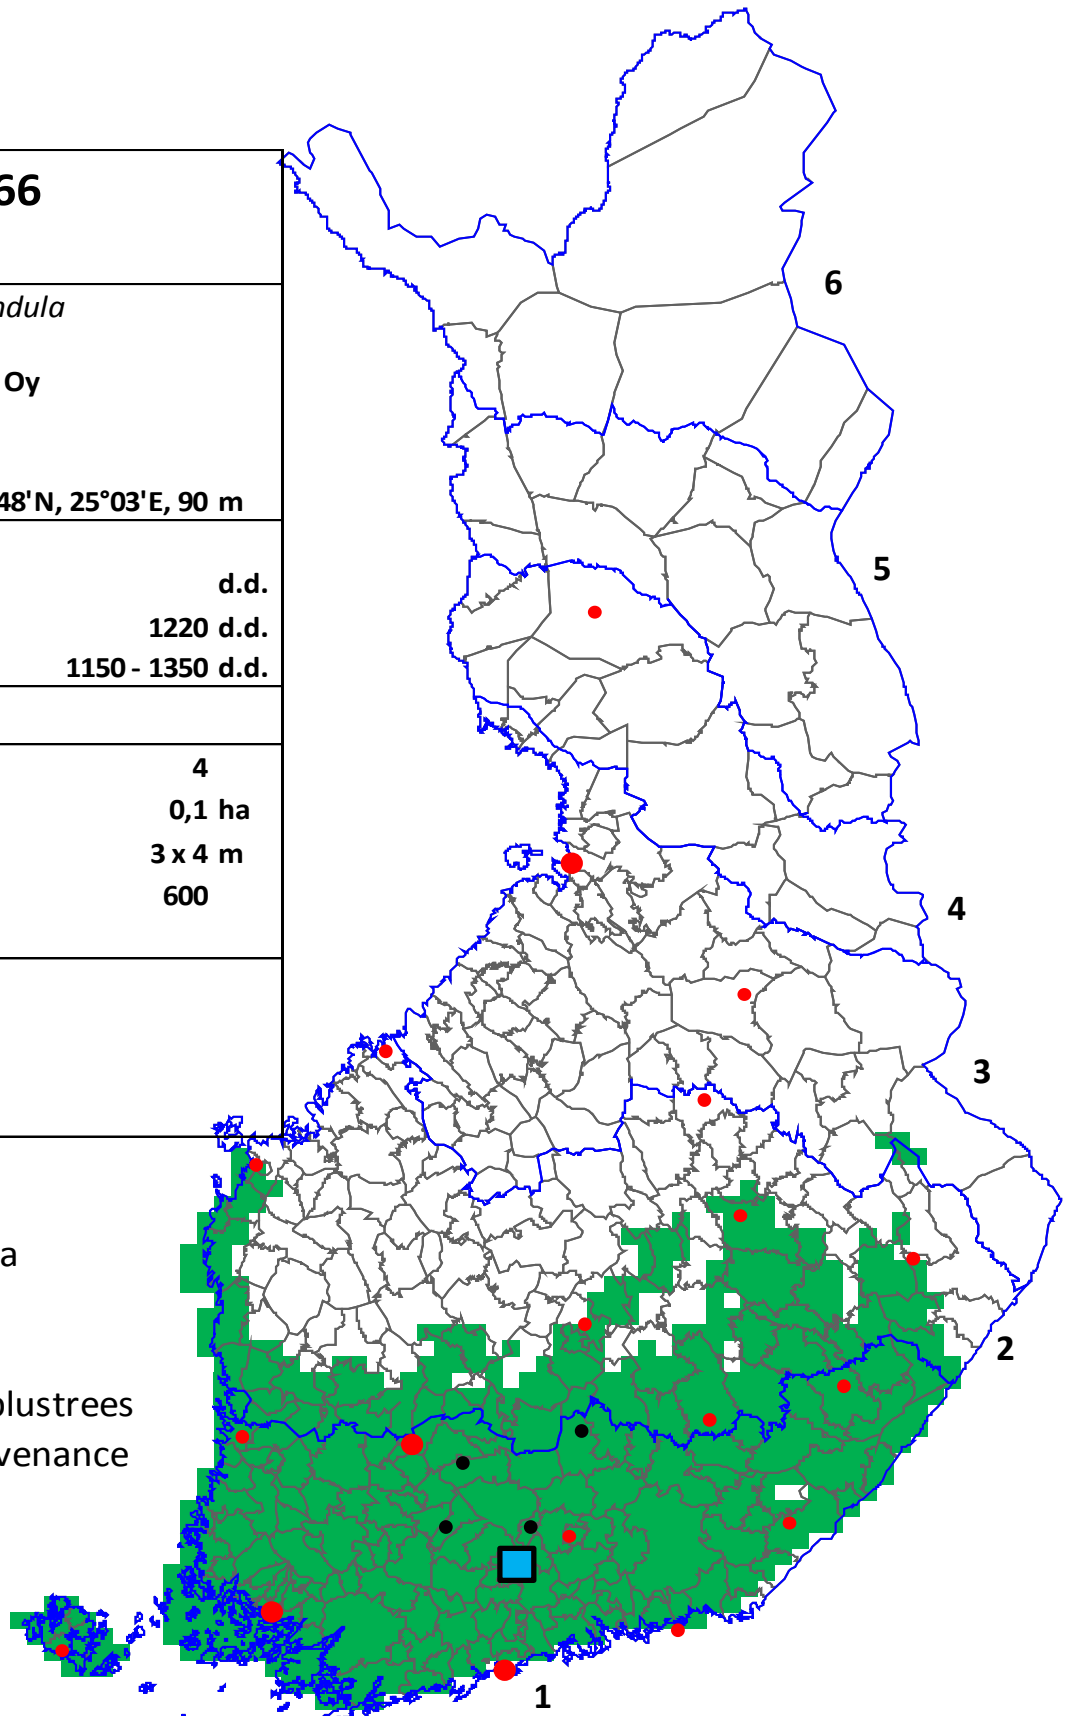 66
ndula
Oy
48'N, 25°03'E, 90 m
d.d.
1220 d.d.
1150 - 1350 d.d.
4
0,1 ha
3 x 4 m
600
a
plustrees
venance
6
5
4
3
2
1